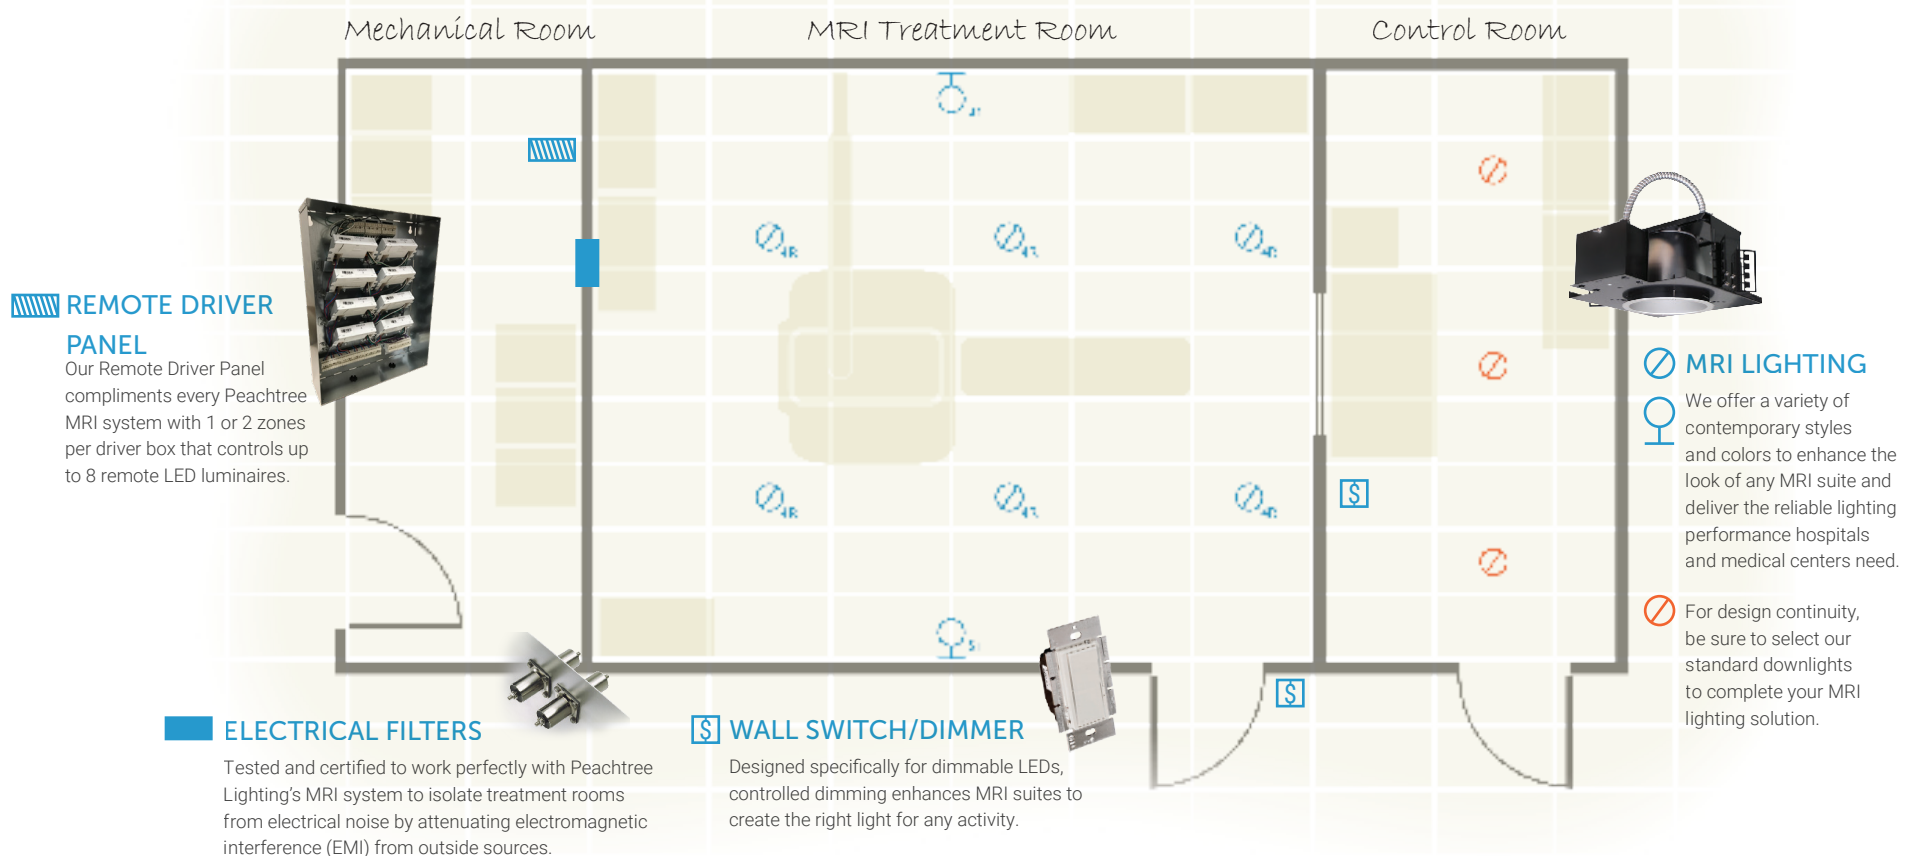 Mechanical Room
MRI Treatment Room
Control Room
REMOTE DRIVER
PANEL
Our Remote Driver Panel
compliments every Peachtree
MRI system with 1 or 2 zones
per driver box that controls up
to 8 remote LED luminaires.
MRI LIGHTING
We offer a variety of
contemporary styles
and colors to enhance the
look of any MRI suite and
deliver the reliable lighting
performance hospitals
and medical centers need.
For design continuity,
be sure to select our
standard downlights
to complete your MRI
lighting solution.
$
$
ELECTRICAL FILTERS
Tested and certified to work perfectly with Peachtree
Lighting's MRI system to isolate treatment rooms
from electrical noise by attenuating electromagnetic
interference (EMI) from outside sources.
$ WALL SWITCH/DIMMER
Designed specifically for dimmable LEDs,
controlled dimming enhances MRI suites to
create the right light for any activity.